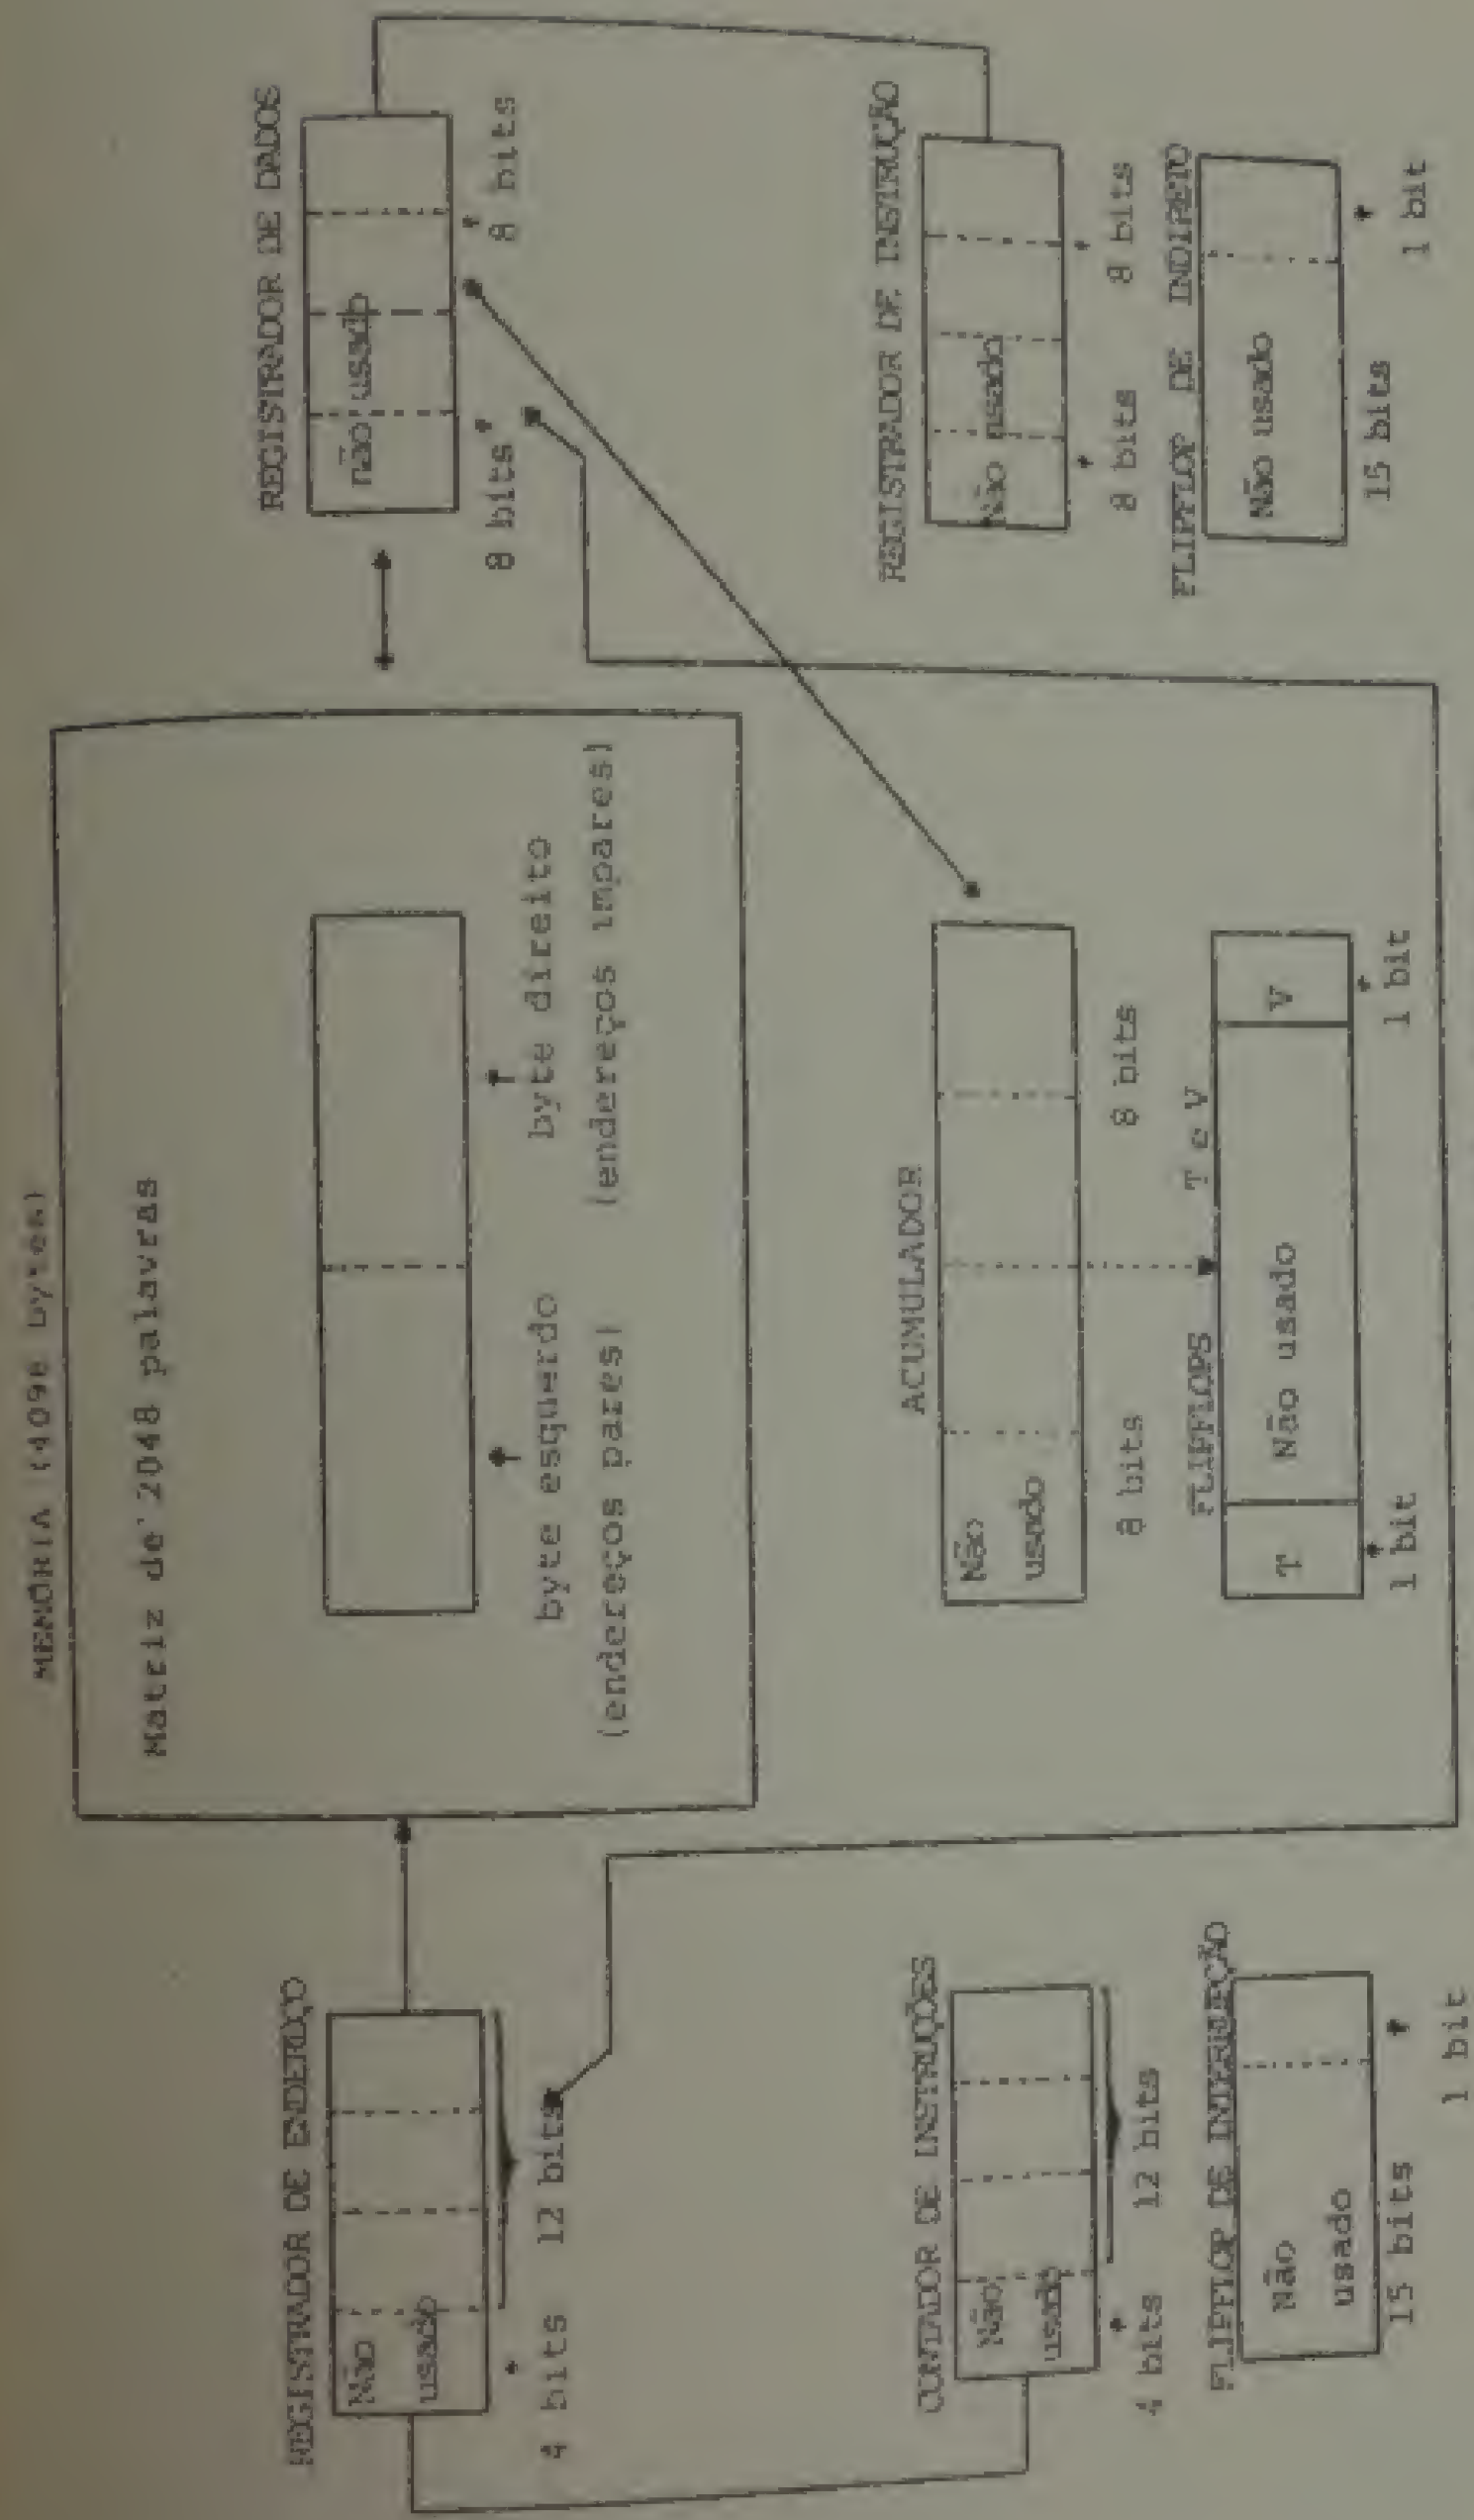 MEMÓRIA (4096 bytes)
Matriz de 2048 palavras
byte esquerdo
(endereços pares)
byte direito
(endereços impares)
REGISTRADOR DE ENDEREÇO
Não
usado
4 bits
12 bits
REGISTRADOR DE DADOS
não usado
8 bits
8 bits
CONTADOR DE INSTRUÇÕES
Não
usado
4 bits
12 bits
ACUMULADOR
Não
usado
8 bits
8 bits
REGISTRADOR DE INSTRUÇÃO
Não usado
8 bits
8 bits
FLIPFLOP DE INTERRUPÇÃO
Não
usado
15 bits
1 bit
FLIPFLOPS T e V
T
Não usado
V
1 bit
1 bit
FLIPFLOP DE INDIRETO
Não usado
15 bits
1 bit